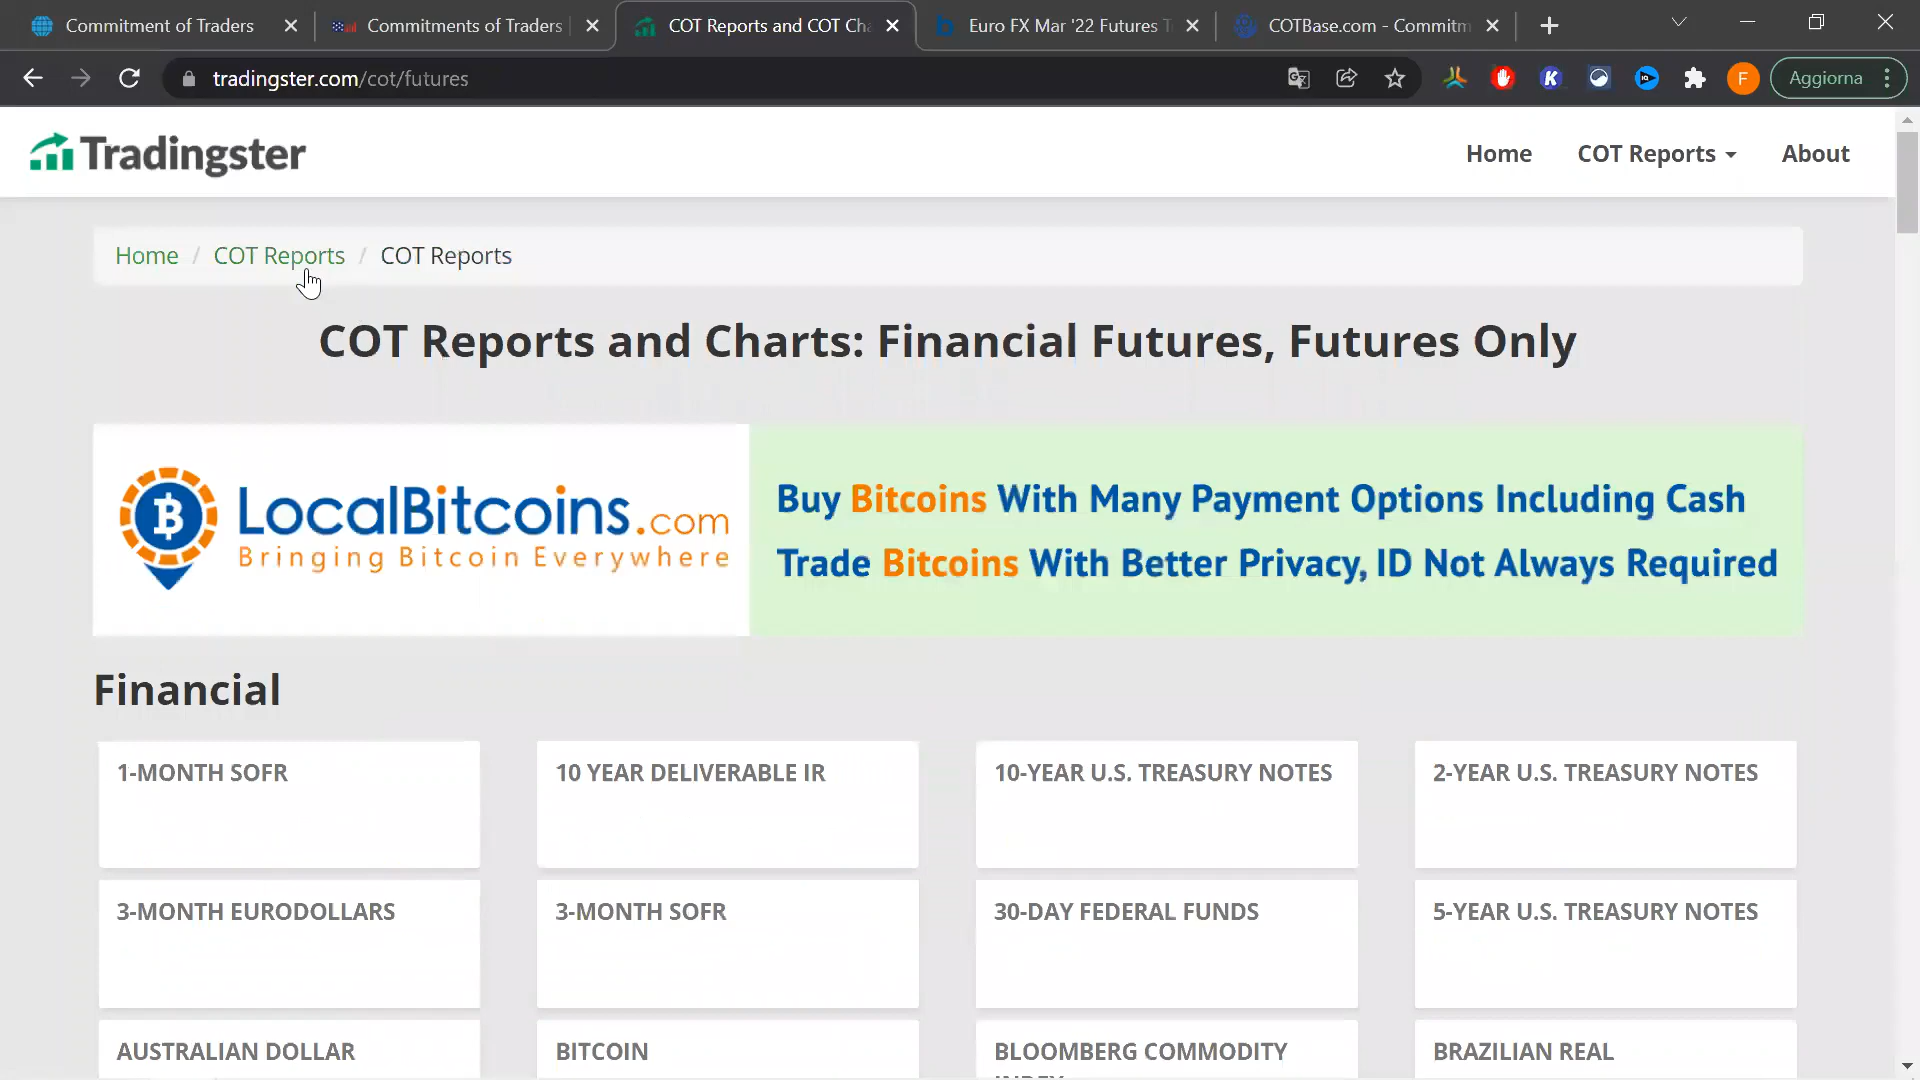 Commitment of Traders
Commitments of Traders
COT Reports and COT Cha
Euro FX Mar '22 Futures T
COTBase.com - Commitm
tradingster.com/cot/futures
F
Aggiorna
Tradingster
Home
COT Reports
About
Home / COT Reports / COT Reports
COT Reports and Charts: Financial Futures, Futures Only
LocalBitcoins.com
Bringing Bitcoin Everywhere
Buy Bitcoins With Many Payment Options Including Cash
Trade Bitcoins With Better Privacy, ID Not Always Required
Financial
1-MONTH SOFR
10 YEAR DELIVERABLE IR
10-YEAR U.S. TREASURY NOTES
2-YEAR U.S. TREASURY NOTES
3-MONTH EURODOLLARS
3-MONTH SOFR
30-DAY FEDERAL FUNDS
5-YEAR U.S. TREASURY NOTES
AUSTRALIAN DOLLAR
BITCOIN
BLOOMBERG COMMODITY
INDEX
BRAZILIAN REAL